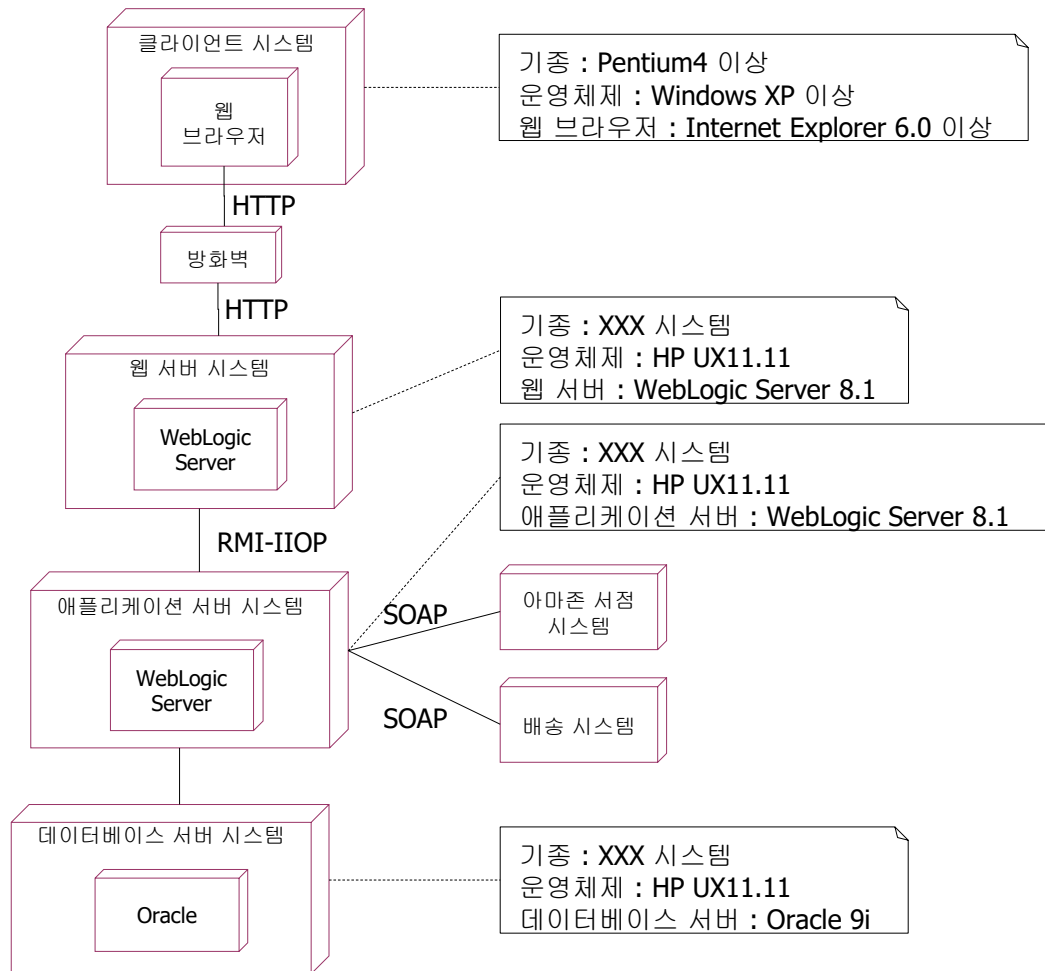 클라이언트 시스템
웹
브라우저
기종 : Pentium4 이상
운영체제 : Windows XP 이상
웹 브라우저 : Internet Explorer 6.0 이상
HTTP
방화벽
HTTP
웹 서버 시스템
WebLogic
Server
기종 : XXX 시스템
운영체제 : HP UX11.11
웹 서버 : WebLogic Server 8.1
기종 : XXX 시스템
운영체제 : HP UX11.11
애플리케이션 서버 : WebLogic Server 8.1
RMI-IIOP
애플리케이션 서버 시스템
WebLogic
Server
SOAP
아마존 서점
시스템
SOAP
배송 시스템
데이터베이스 서버 시스템
Oracle
기종 : XXX 시스템
운영체제 : HP UX11.11
데이터베이스 서버 : Oracle 9i